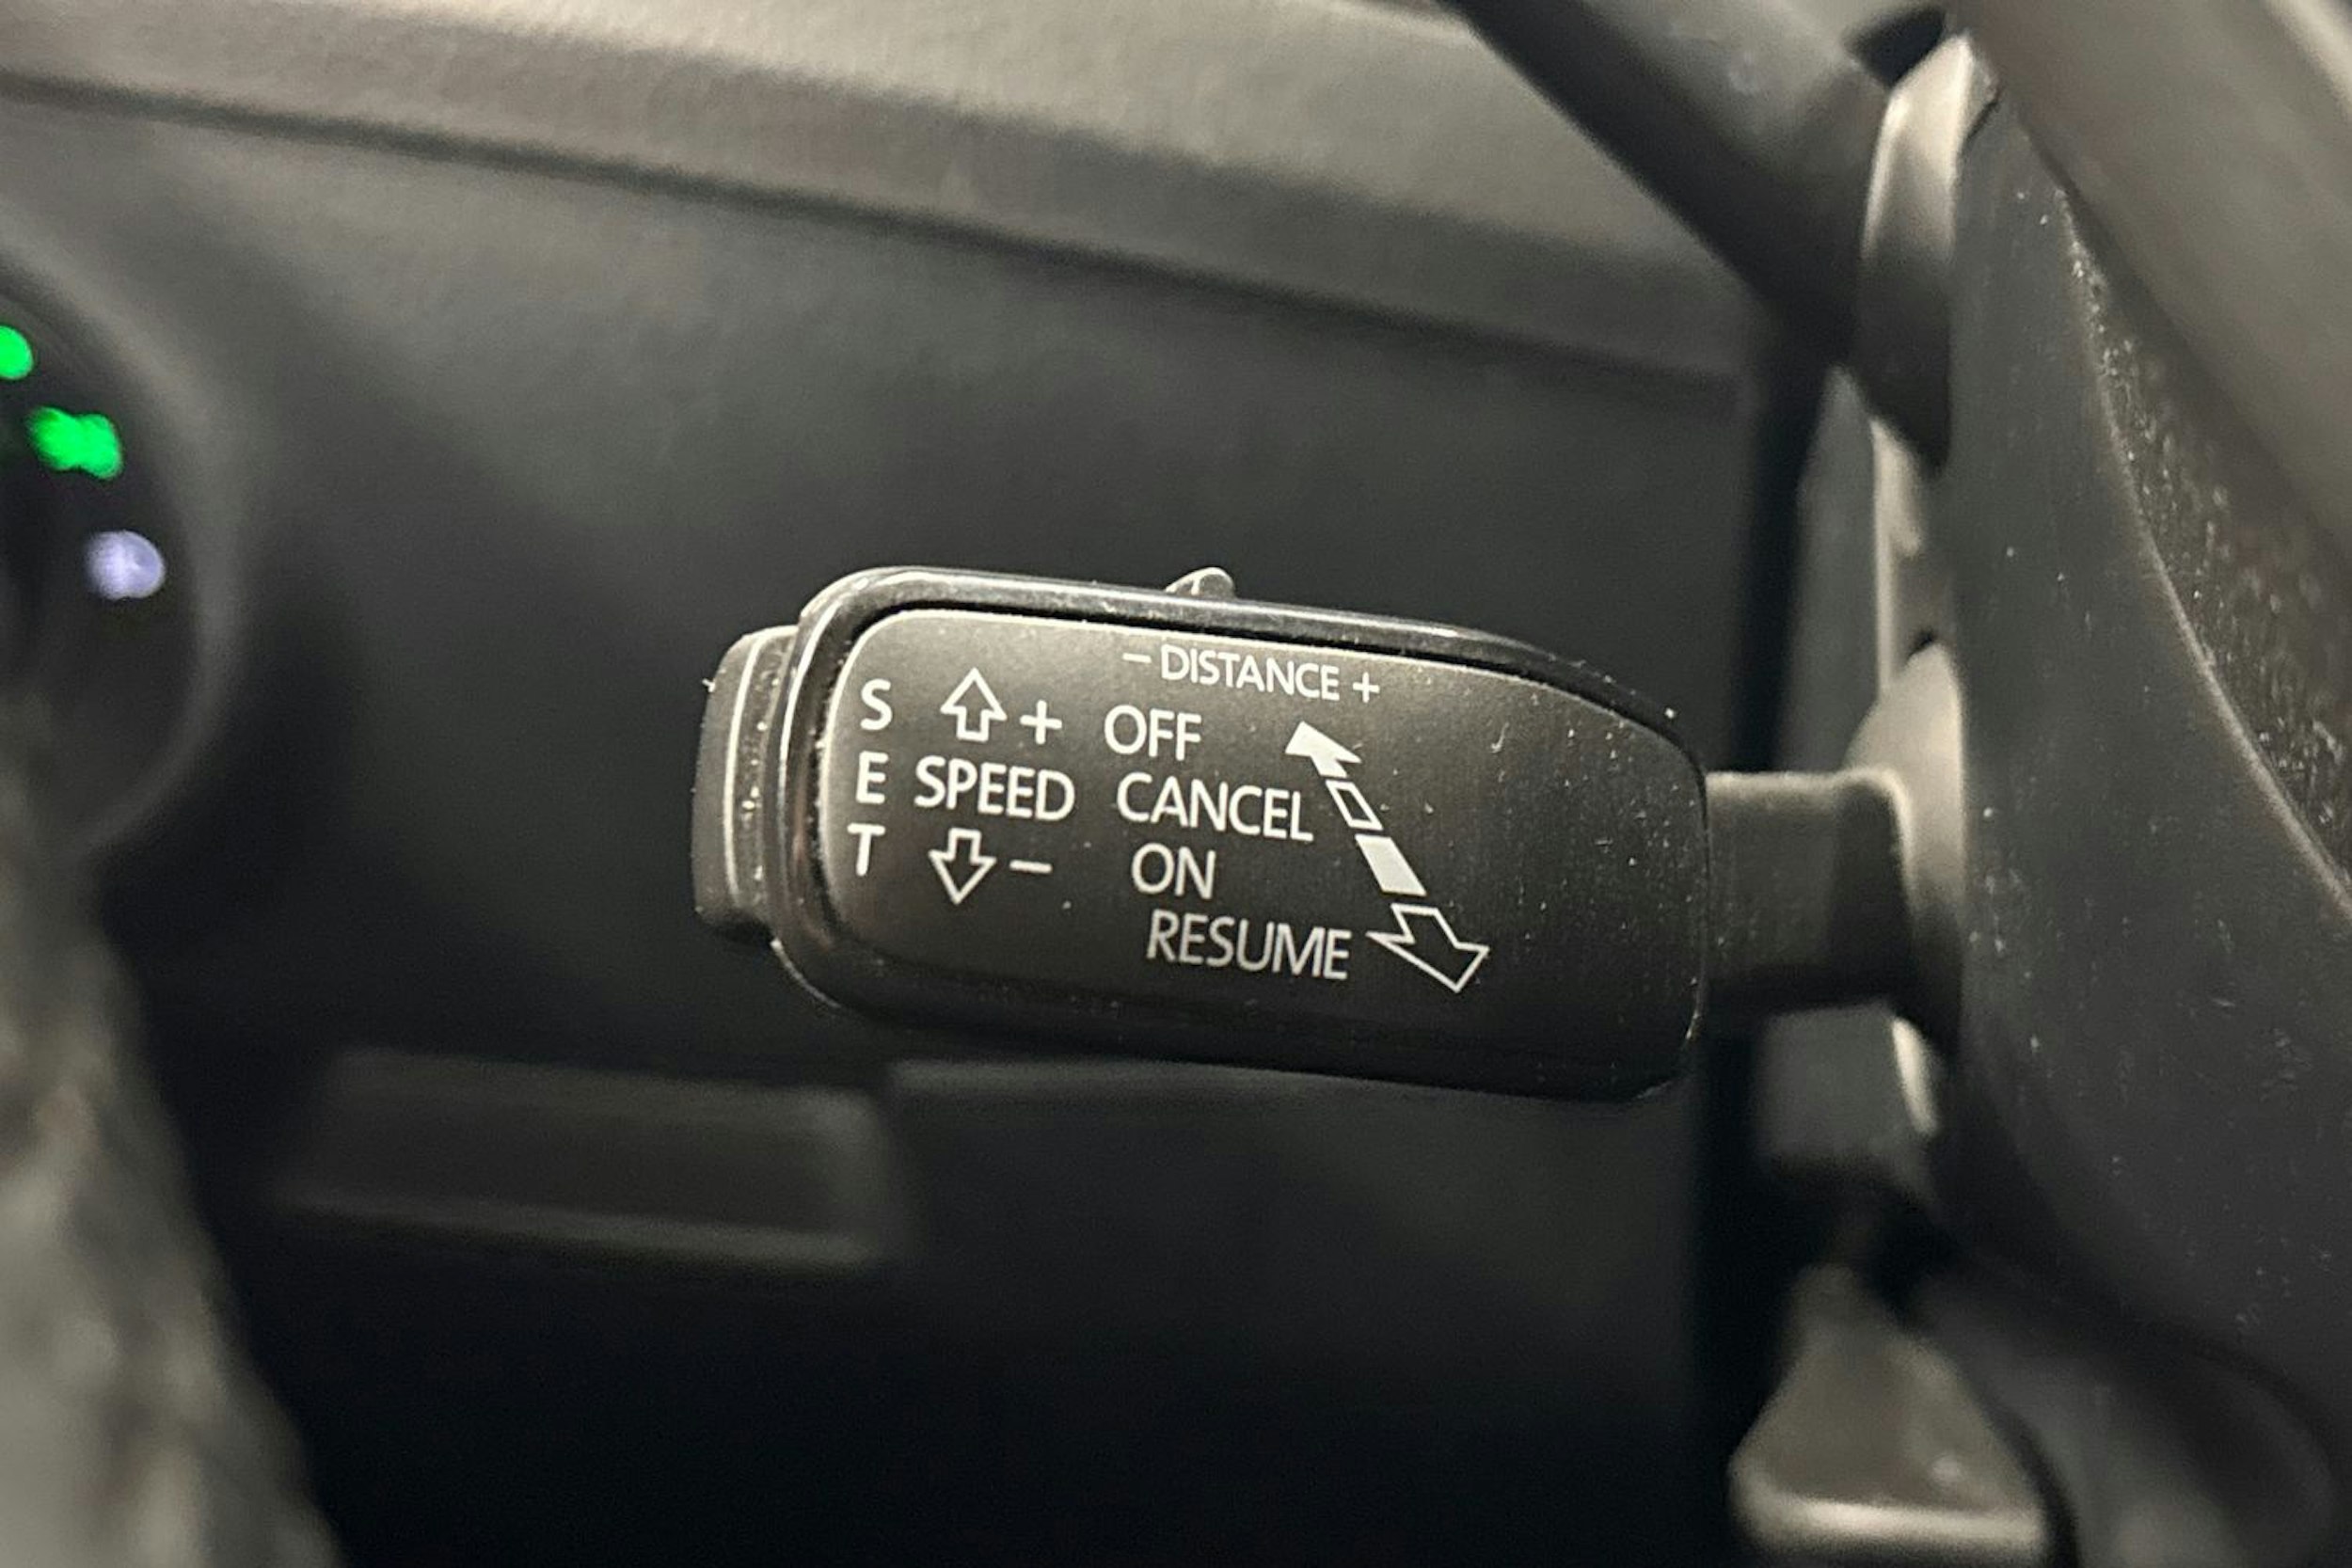 - DISTANCE +
S + OFF
E SPEED CANCEL
T - ON
RESUME